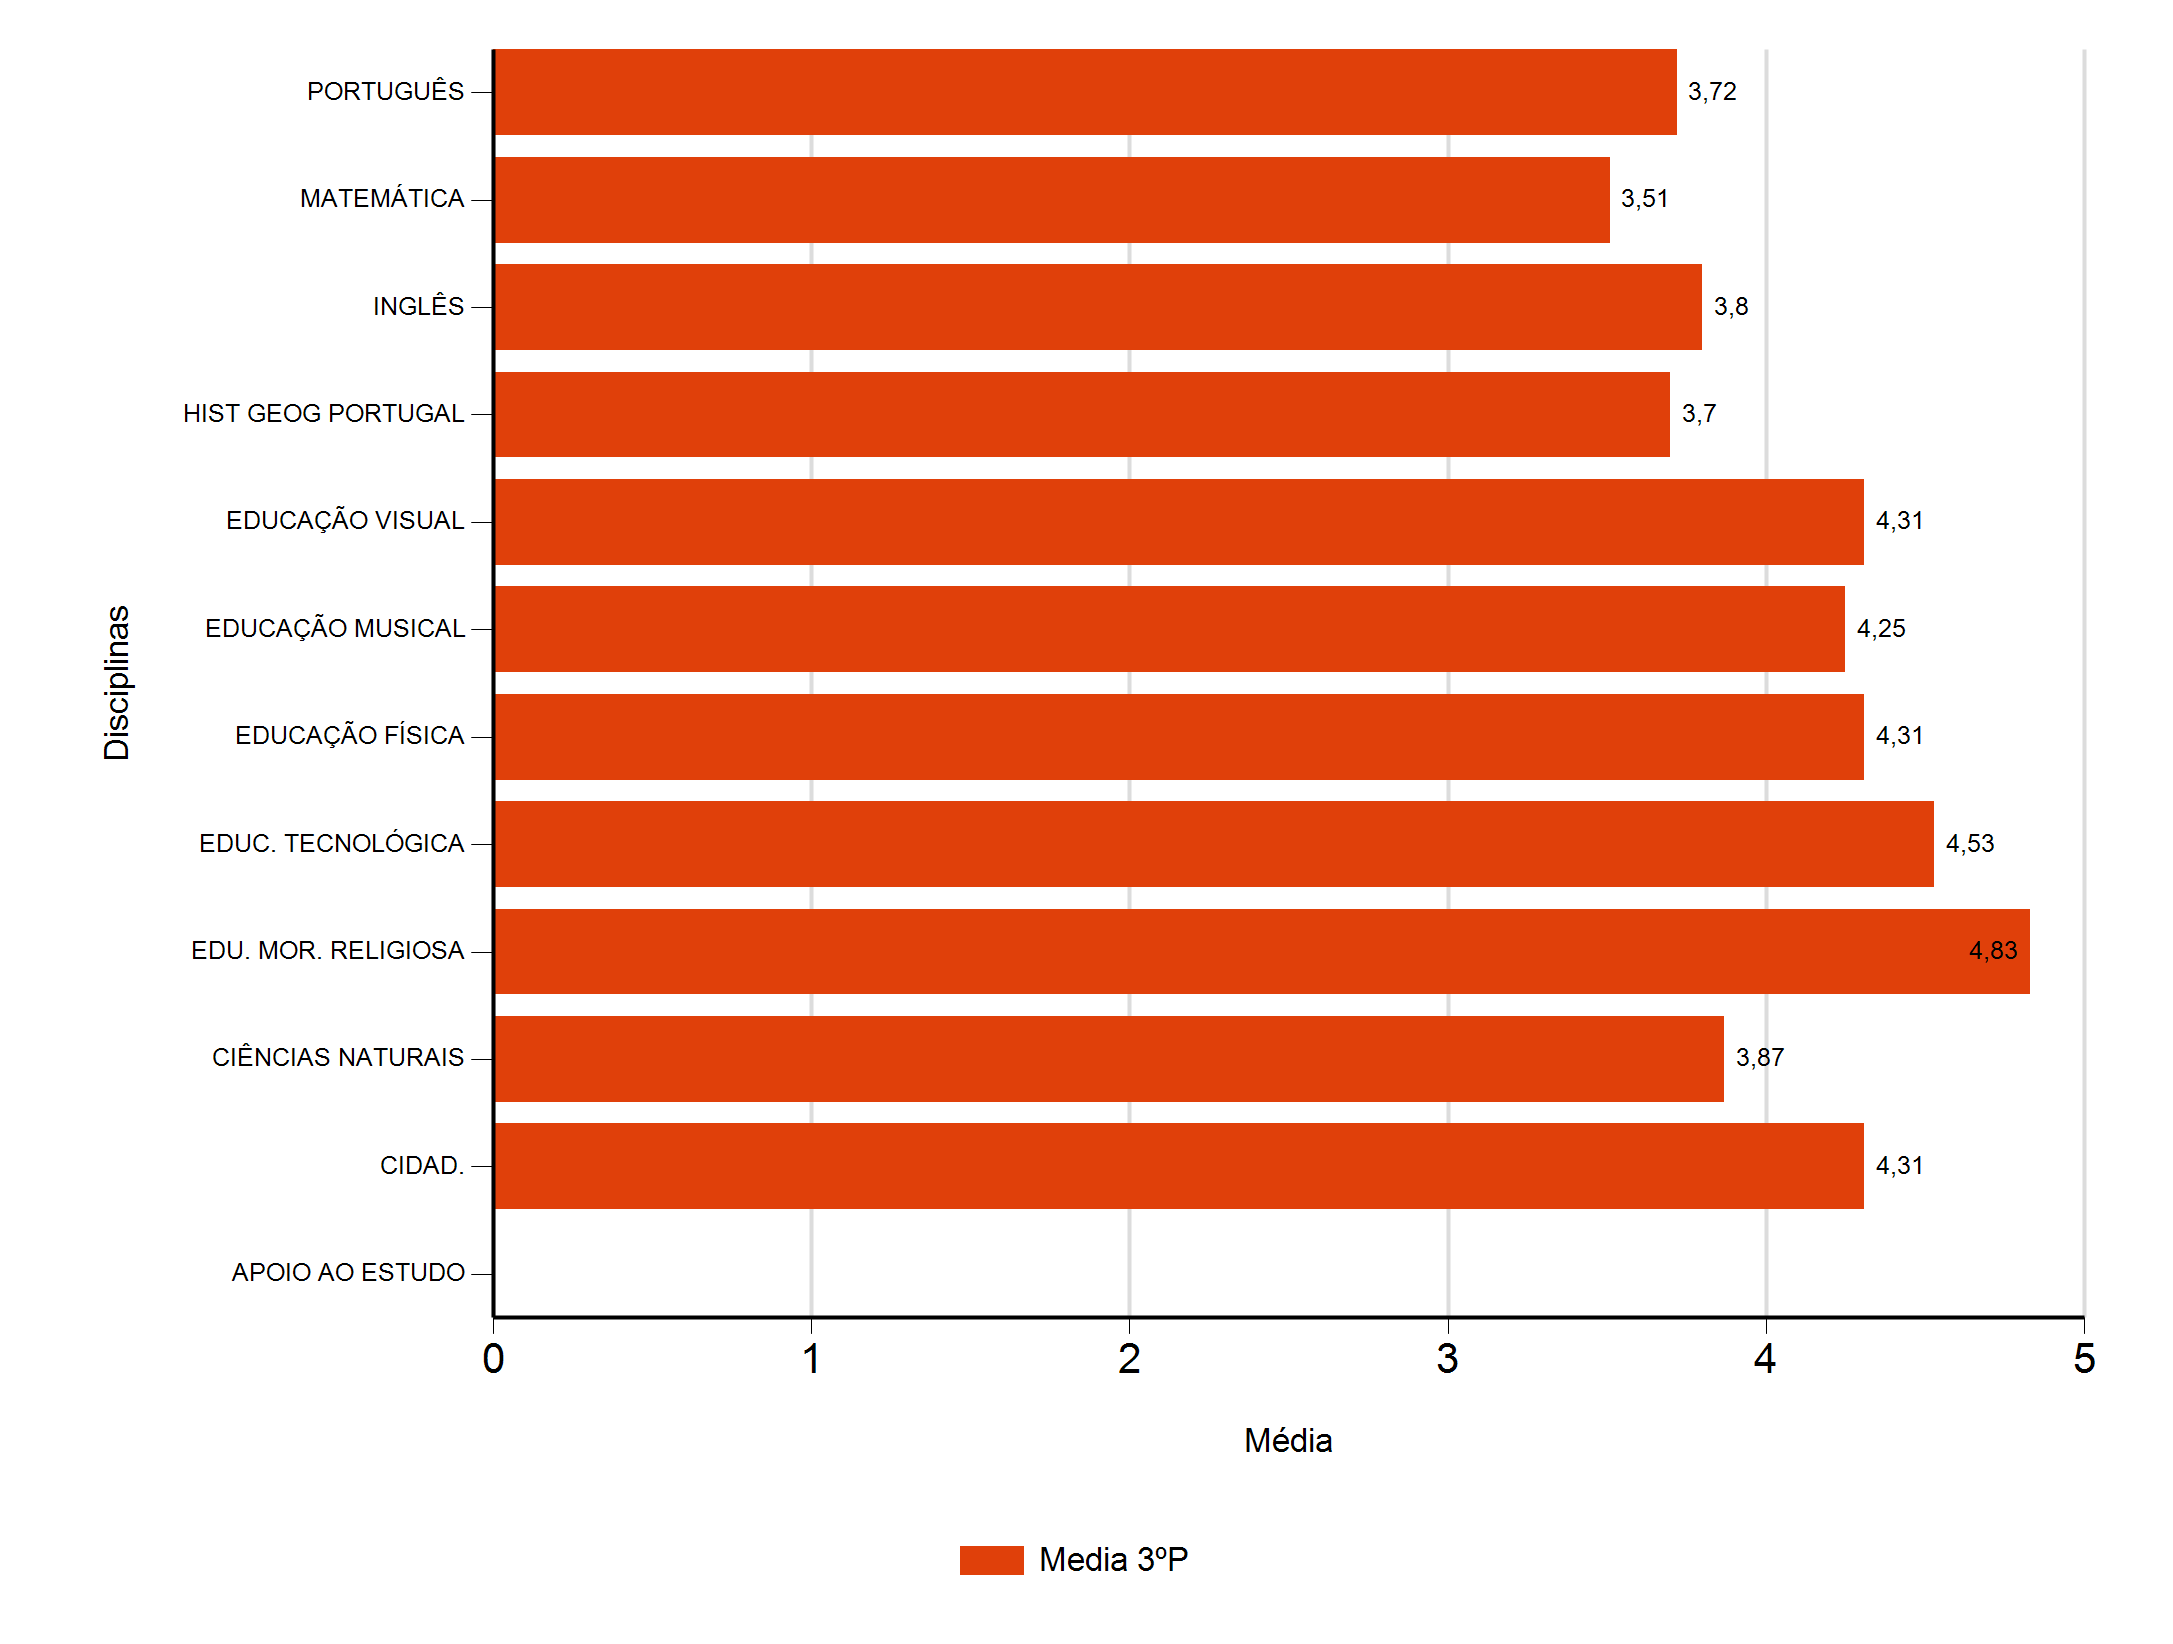 PORTUGUÊS 3,72
MATEMÁTICA 3,51
INGLÊS 3,8
HIST GEOG PORTUGAL 3,7
EDUCAÇÃO VISUAL 4,31
EDUCAÇÃO MUSICAL 4,25
EDUCAÇÃO FÍSICA 4,31
EDUC. TECNOLÓGICA 4,53
EDU. MOR. RELIGIOSA 4,83
CIÊNCIAS NATURAIS 3,87
CIDAD. 4,31
APOIO AO ESTUDO
Disciplinas
0 1 2 3 4 5
Média
Media 3ºP